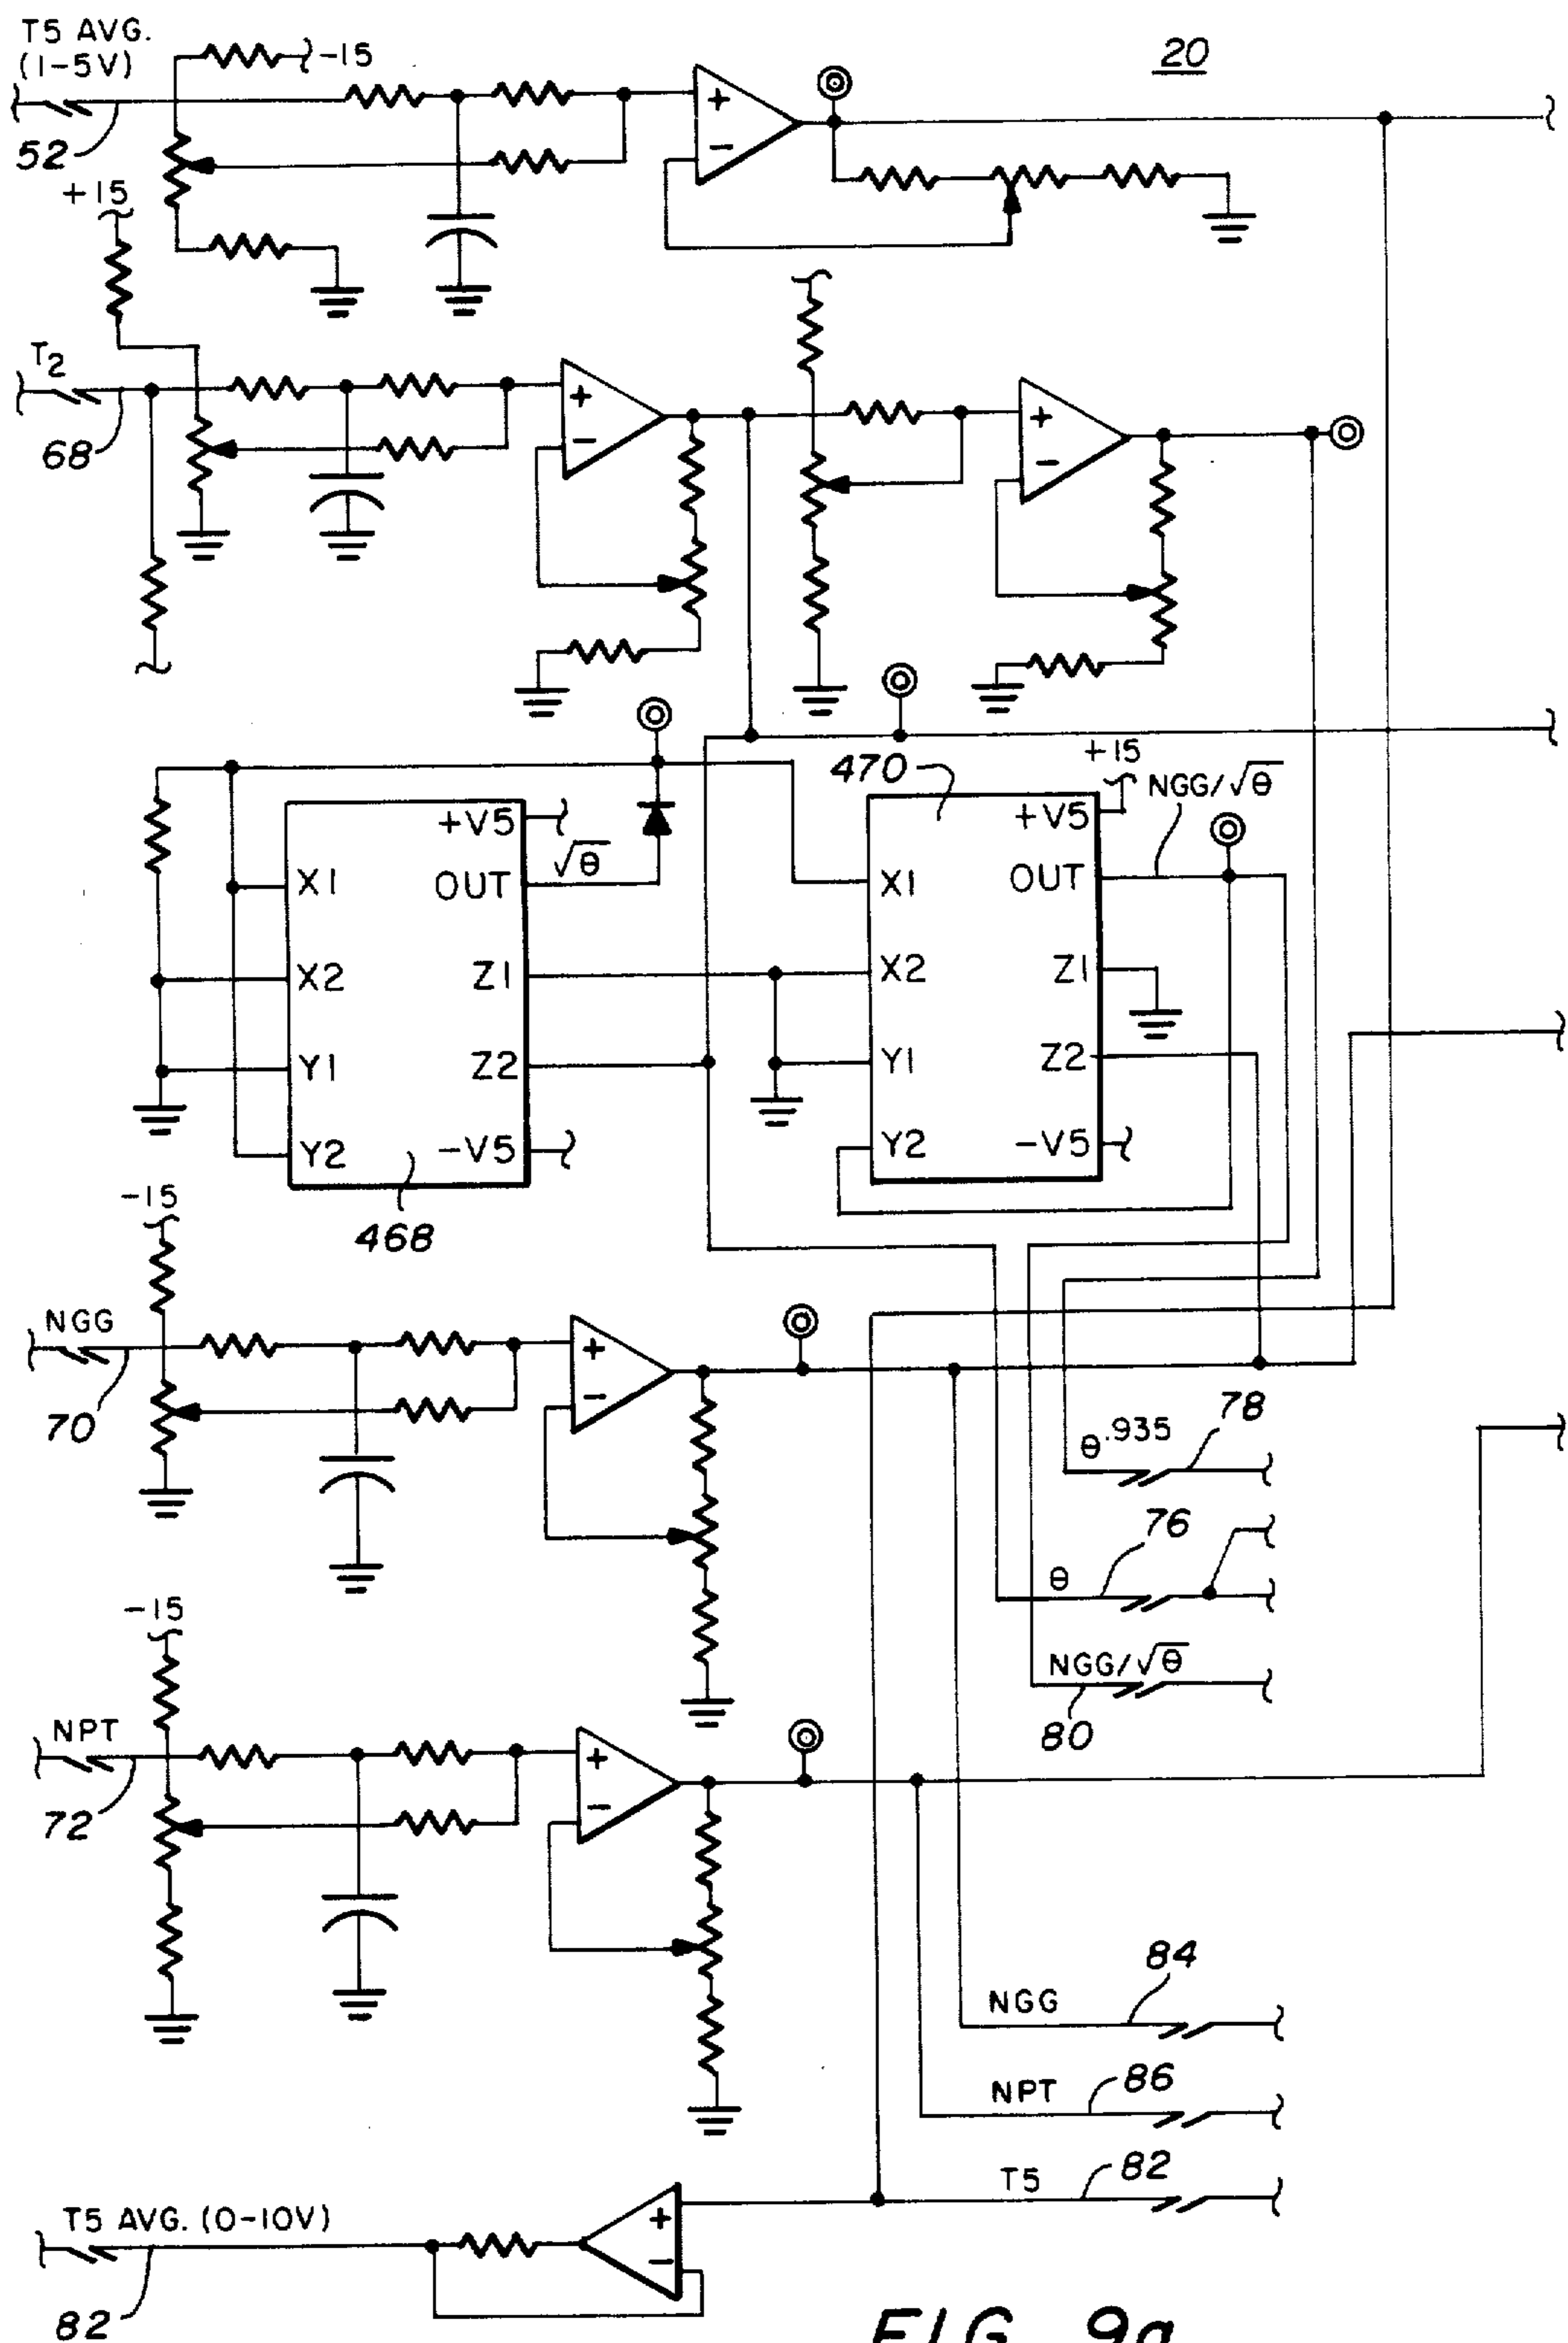 T5 AVG.
(1-5V)
-15
20
52
+
−
+15
T2
68
+
−
+
−
470
+15
NGG/√θ
+V5
√θ
X1
OUT
X2
Z1
Y1
Z2
Y2
-V5
468
+V5
X1
OUT
X2
Z1
Y1
Z2
Y2
-V5
-15
NGG
70
+
−
θ.935
78
76
θ
NGG/√θ
80
-15
NPT
72
+
−
84
NGG
NPT
86
T5
82
T5 AVG. (0-10V)
+
−
82
FIG. 9a